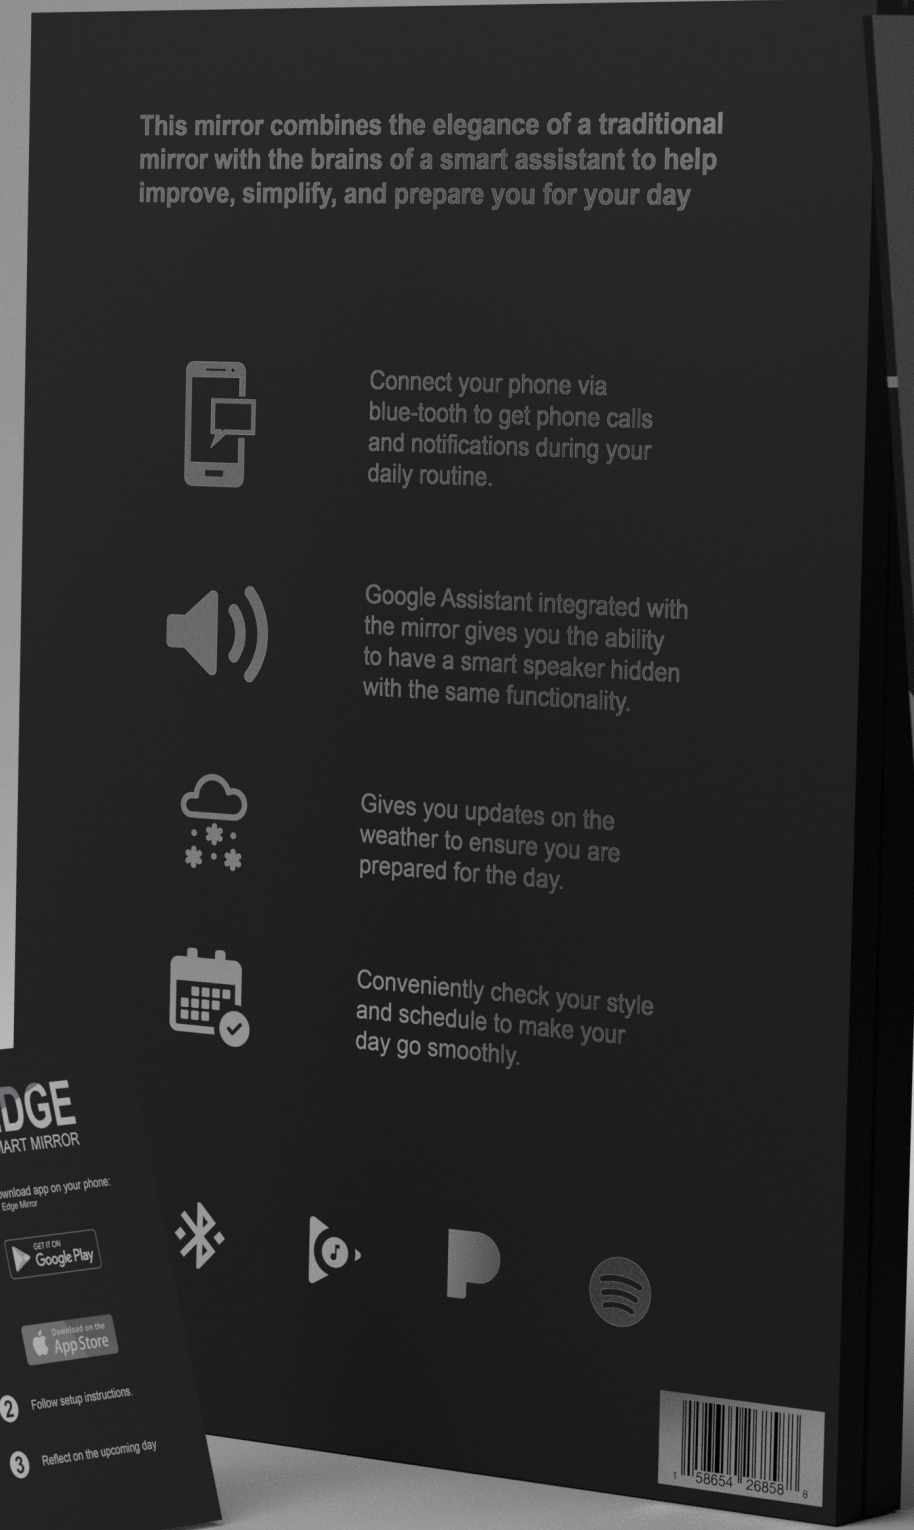 This mirror combines the elegance of a traditional
mirror with the brains of a smart assistant to help
improve, simplify, and prepare you for your day
Connect your phone via
blue-tooth to get phone calls
and notifications during your
daily routine.
Google Assistant integrated with
the mirror gives you the ability
to have a smart speaker hidden
with the same functionality.
Gives you updates on the
weather to ensure you are
prepared for the day.
Conveniently check your style
and schedule to make your
day go smoothly.
DGE
MART MIRROR
wnload app on your phone:
Edge Mirror
GET IT ON
Google Play
Download on the
App Store
2 Follow setup instructions.
3 Reflect on the upcoming day
1 58654 26858 8